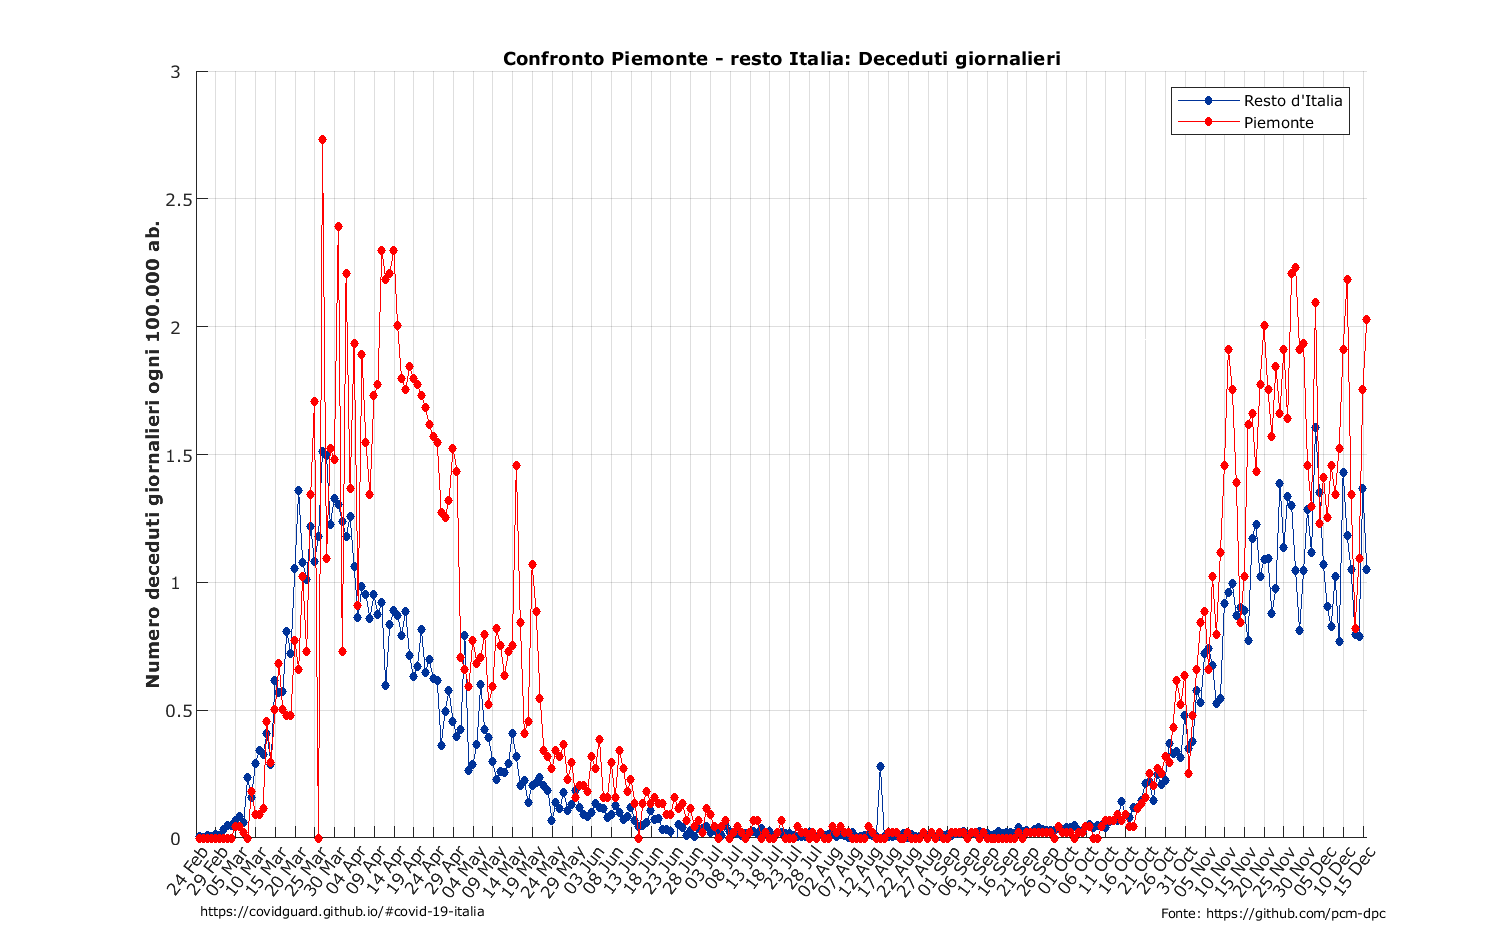 Confronto Piemonte - resto Italia: Deceduti giornalieri
Resto d'Italia
Piemonte
Numero deceduti giornalieri ogni 100.000 ab.
3
2.5
2
1.5
1
0.5
0
24 Feb
29 Feb
05 Mar
10 Mar
15 Mar
20 Mar
25 Mar
30 Mar
04 Apr
09 Apr
14 Apr
19 Apr
24 Apr
29 Apr
04 May
09 May
14 May
19 May
24 May
29 May
03 Jun
08 Jun
13 Jun
18 Jun
23 Jun
28 Jun
03 Jul
08 Jul
13 Jul
18 Jul
23 Jul
28 Jul
02 Aug
07 Aug
12 Aug
17 Aug
22 Aug
27 Aug
01 Sep
06 Sep
11 Sep
16 Sep
21 Sep
26 Sep
01 Oct
06 Oct
11 Oct
16 Oct
21 Oct
26 Oct
31 Oct
05 Nov
10 Nov
15 Nov
20 Nov
25 Nov
30 Nov
05 Dec
10 Dec
15 Dec
https://covidguard.github.io/#covid-19-italia
Fonte: https://github.com/pcm-dpc